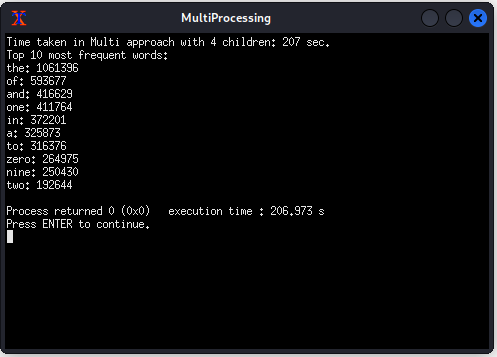 MultiProcessing
Time taken in Multi approach with 4 children: 207 sec.
Top 10 most frequent words:
the: 1061396
of: 593677
and: 416629
one: 411764
in: 372201
a: 325873
to: 316376
zero: 264975
nine: 250430
two: 192644
Process returned 0 (0x0)   execution time : 206.973 s
Press ENTER to continue.